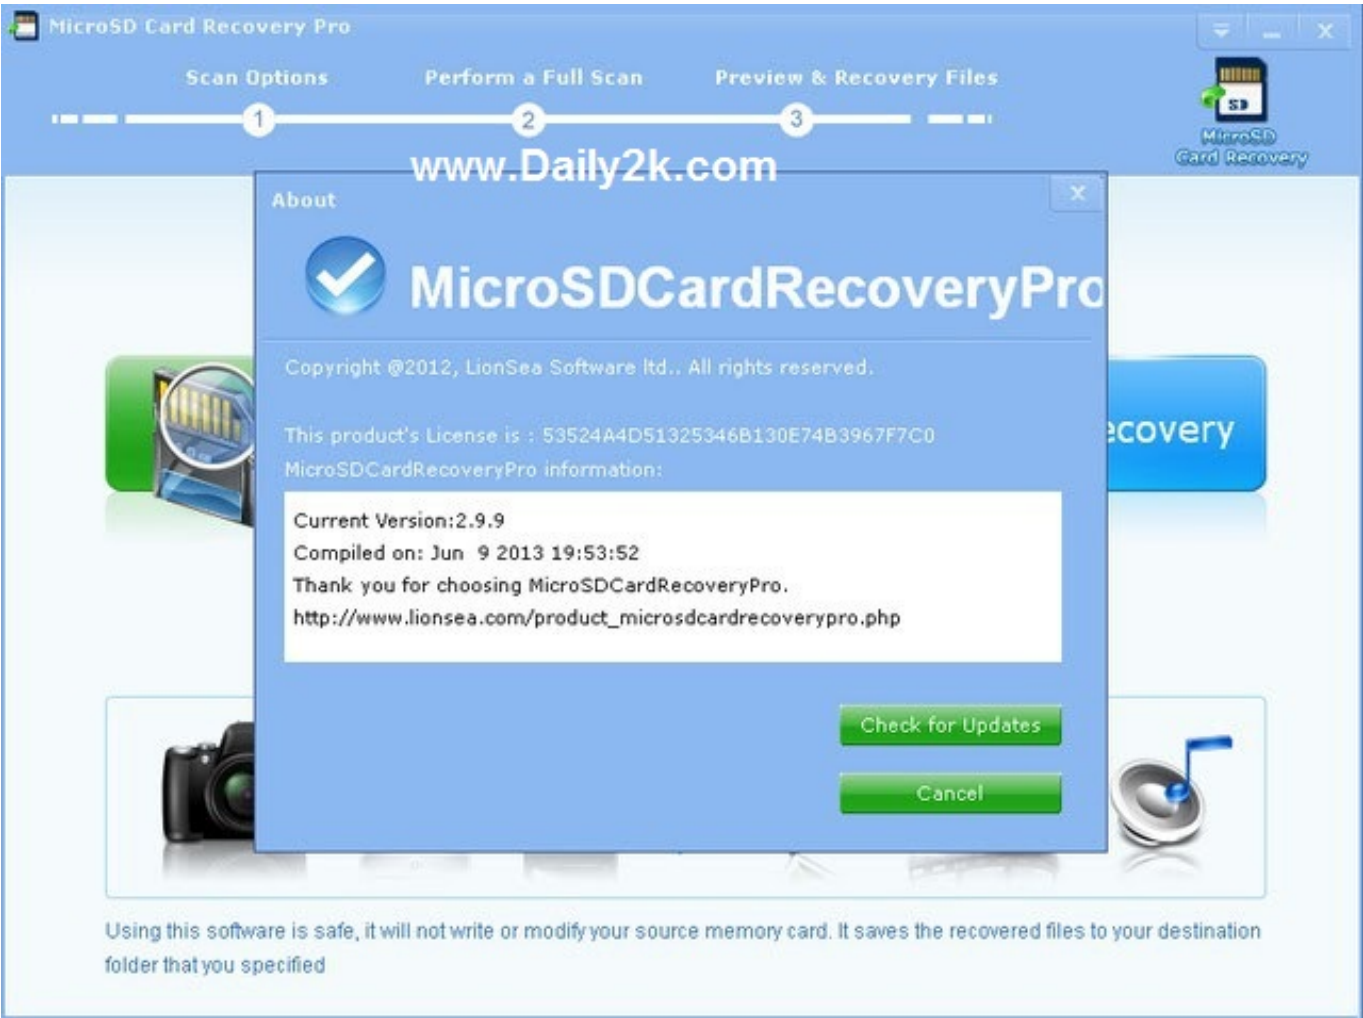 MicroSD Card Recovery Pro
Scan Options
Perform a Full Scan
Preview & Recovery Files
1
2
3
SD
MicroSD
Card Recovery
www.Daily2k.com
About
MicroSDCardRecoveryPro
Copyright @2012, LionSea Software ltd.. All rights reserved.
This product's License is : 53524A4D51325346B130E74B3967F7C0
MicroSDCardRecoveryPro information:
ecovery
Current Version:2.9.9
Compiled on: Jun  9 2013 19:53:52
Thank you for choosing MicroSDCardRecoveryPro.
http://www.lionsea.com/product_microsdcardrecoverypro.php
Check for Updates
Cancel
Using this software is safe, it will not write or modify your source memory card. It saves the recovered files to your destination
folder that you specified